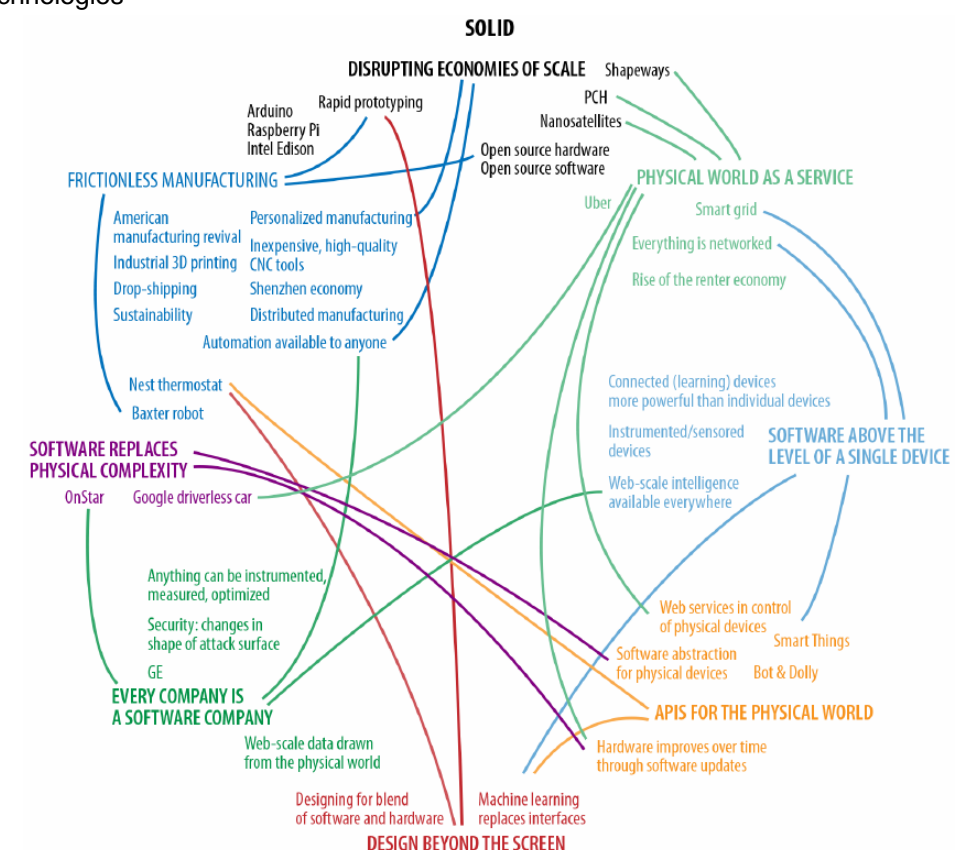 chnologies
SOLID
DISRUPTING ECONOMIES OF SCALE
Shapeways
PCH
Nanosatellites
Rapid prototyping
Arduino
Raspberry Pi
Intel Edison
Open source hardware
Open source software
FRICTIONLESS MANUFACTURING
American
manufacturing revival
Industrial 3D printing
Drop-shipping
Sustainability
Personalized manufacturing
Inexpensive, high-quality
CNC tools
Shenzhen economy
Distributed manufacturing
Automation available to anyone
PHYSICAL WORLD AS A SERVICE
Uber
Smart grid
Everything is networked
Rise of the renter economy
Nest thermostat
Baxter robot
SOFTWARE REPLACES
PHYSICAL COMPLEXITY
OnStar
Google driverless car
Connected (learning) devices
more powerful than individual devices
Instrumented/sensored
devices
Web-scale intelligence
available everywhere
SOFTWARE ABOVE THE
LEVEL OF A SINGLE DEVICE
Anything can be instrumented,
measured, optimized
Security: changes in
shape of attack surface
GE
EVERY COMPANY IS
A SOFTWARE COMPANY
Web-scale data drawn
from the physical world
Web services in control
of physical devices
Smart Things
Software abstraction
for physical devices
Bot & Dolly
APIS FOR THE PHYSICAL WORLD
Hardware improves over time
through software updates
Designing for blend
of software and hardware
Machine learning
replaces interfaces
DESIGN BEYOND THE SCREEN